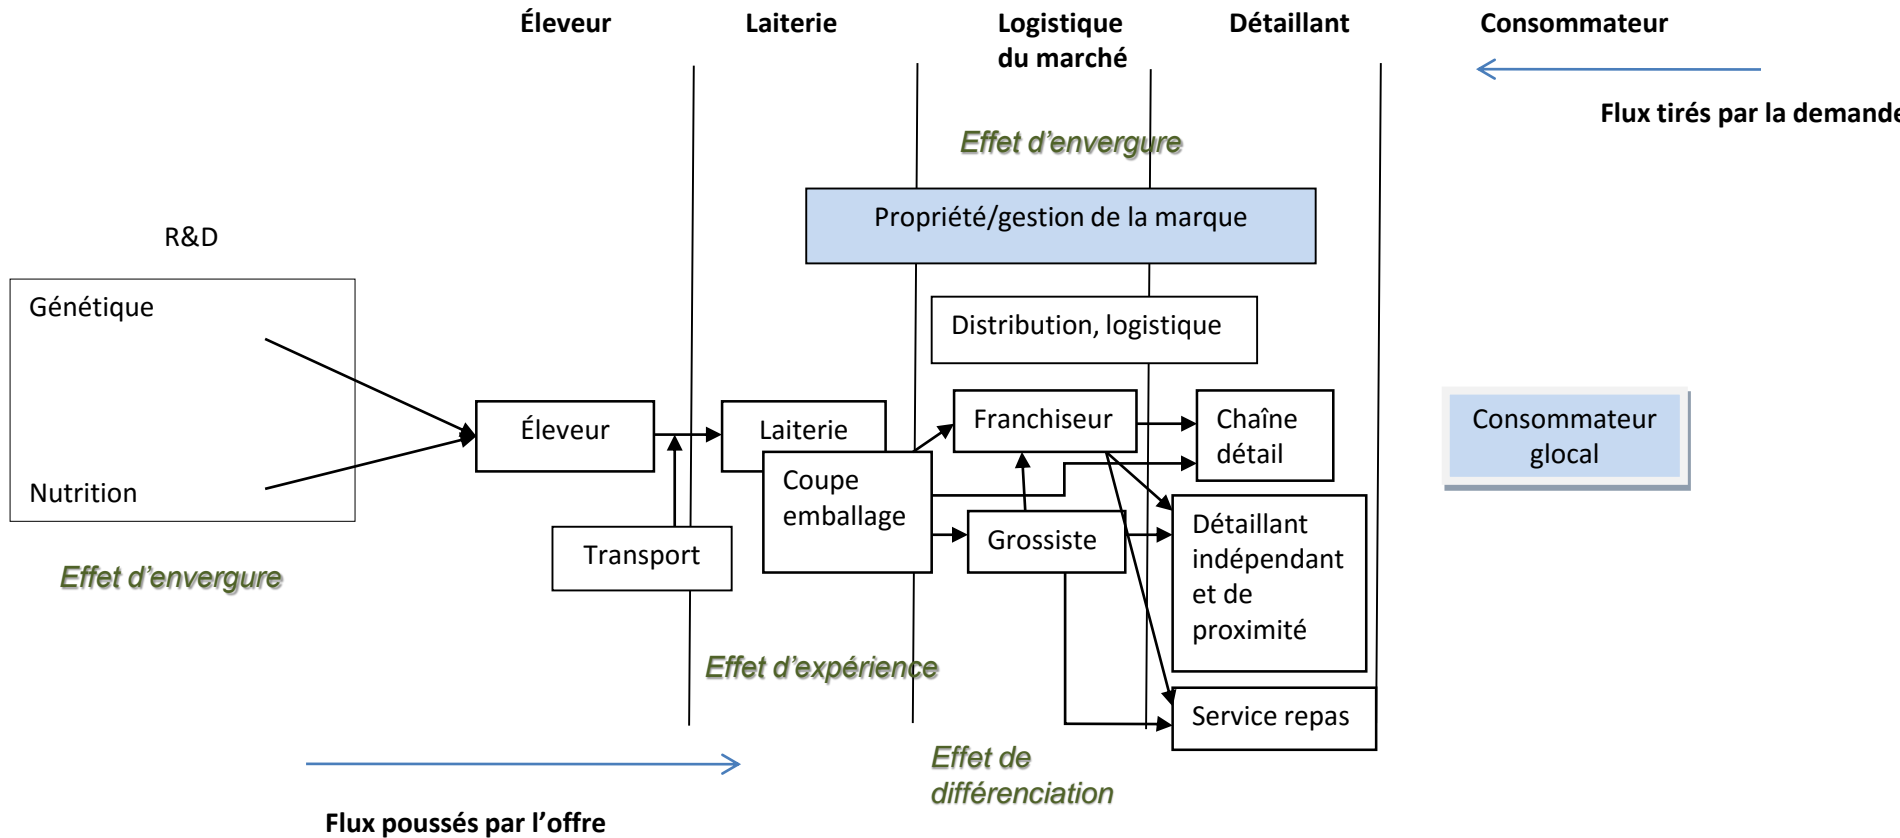 Éleveur
Laiterie
Logistique
du marché
Détaillant
Consommateur
Flux tirés par la demande
Effet d’envergure
Propriété/gestion de la marque
R&D
Génétique
Distribution, logistique
Nutrition
Éleveur
Laiterie
Franchiseur
Chaîne
détail
Consommateur
glocal
Coupe
emballage
Transport
Grossiste
Détaillant
indépendant
et de
proximité
Effet d’envergure
Effet d’expérience
Service repas
Effet de
différenciation
Flux poussés par l’offre